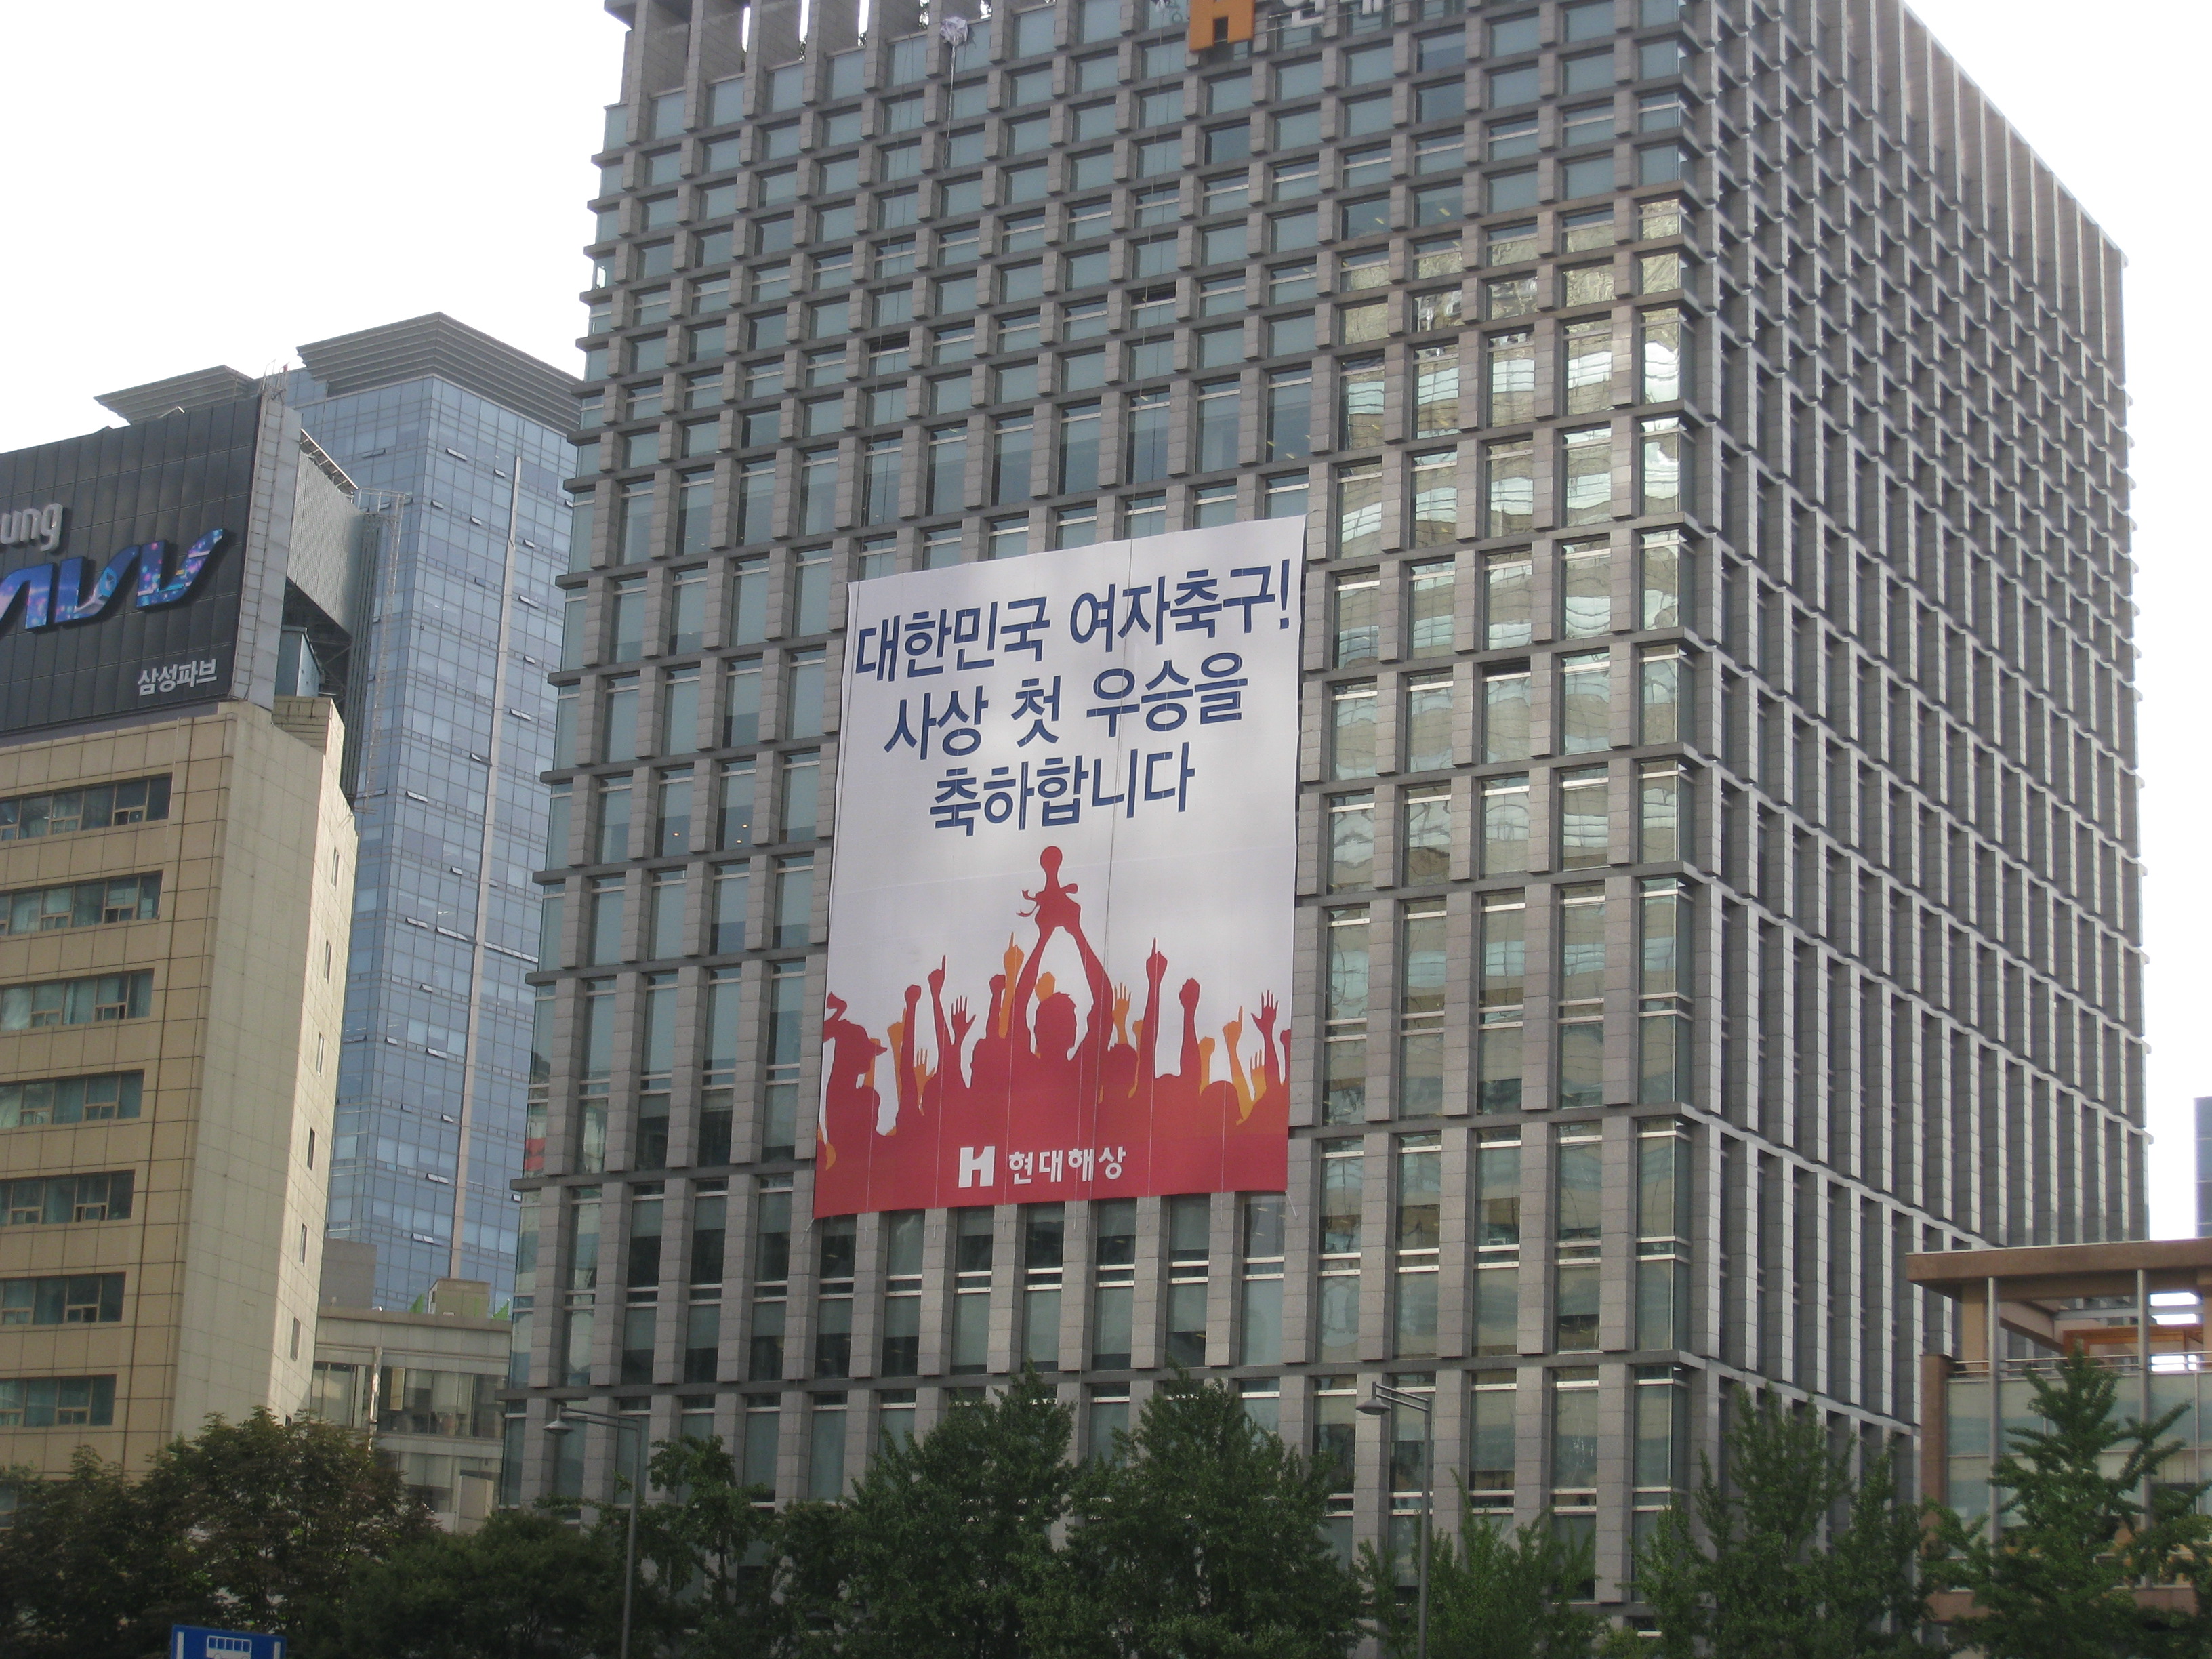 대한민국 여자축구!
사상 첫 우승을
축하합니다
H 현대해상
삼성파브